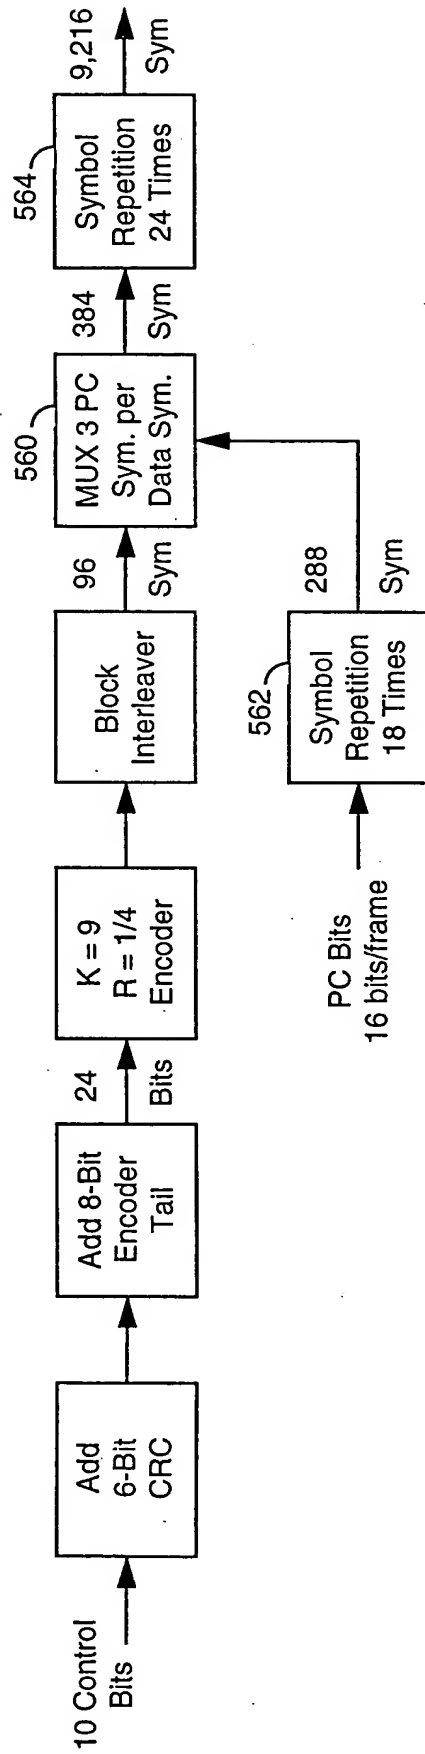 10 Control
Bits
Add
6-Bit
CRC
Add 8-Bit
Encoder
Tail
24
Bits
K = 9
R = 1/4
Encoder
Block
Interleaver
96
Sym
560
MUX 3 PC
Sym. per
Data Sym.
384
Sym
564
Symbol
Repetition
24 Times
9,216
Sym
PC Bits
16 bits/frame
562
Symbol
Repetition
18 Times
288
Sym